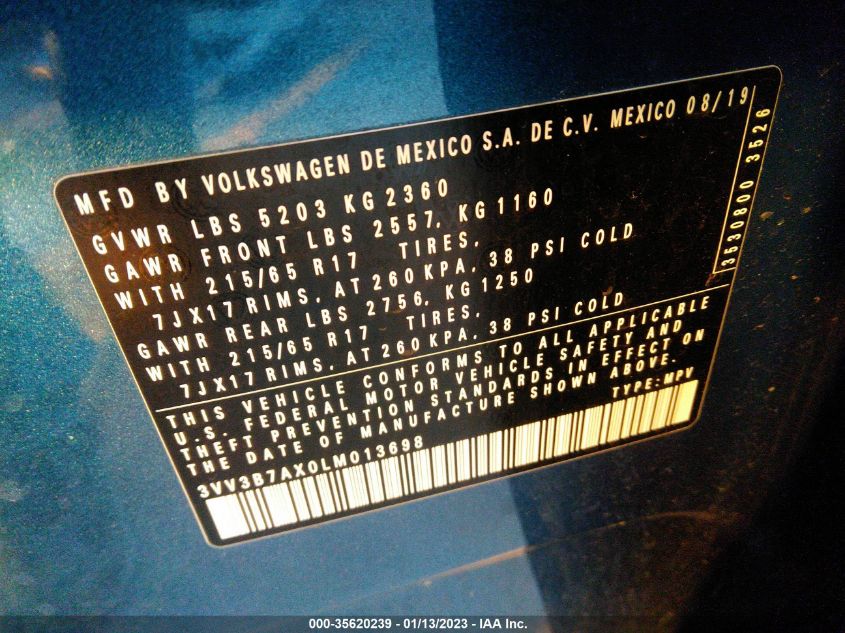 MFD BY VOLKSWAGEN DE MEXICO S.A. DE C.V. MEXICO 08/19
GVWR LBS 5203 KG 2360
GAWR FRONT LBS 2557, KG 1160
WITH 215/65 R17 TIRES,
7JX17 RIMS, AT 260 KPA, 38 PSI COLD
GAWR REAR LBS 2756, KG 1250
WITH 215/65 R17 TIRES,
7JX17 RIMS, AT 260 KPA, 38 PSI COLD
3530800 3526
THIS VEHICLE CONFORMS TO ALL APPLICABLE
U.S. FEDERAL MOTOR VEHICLE SAFETY AND
THEFT PREVENTION STANDARDS IN EFFECT ON
THE DATE OF MANUFACTURE SHOWN ABOVE.
TYPE: MPV
3VV3B7AX0LM013698
000-35620239 - 01/13/2023 - IAA Inc.